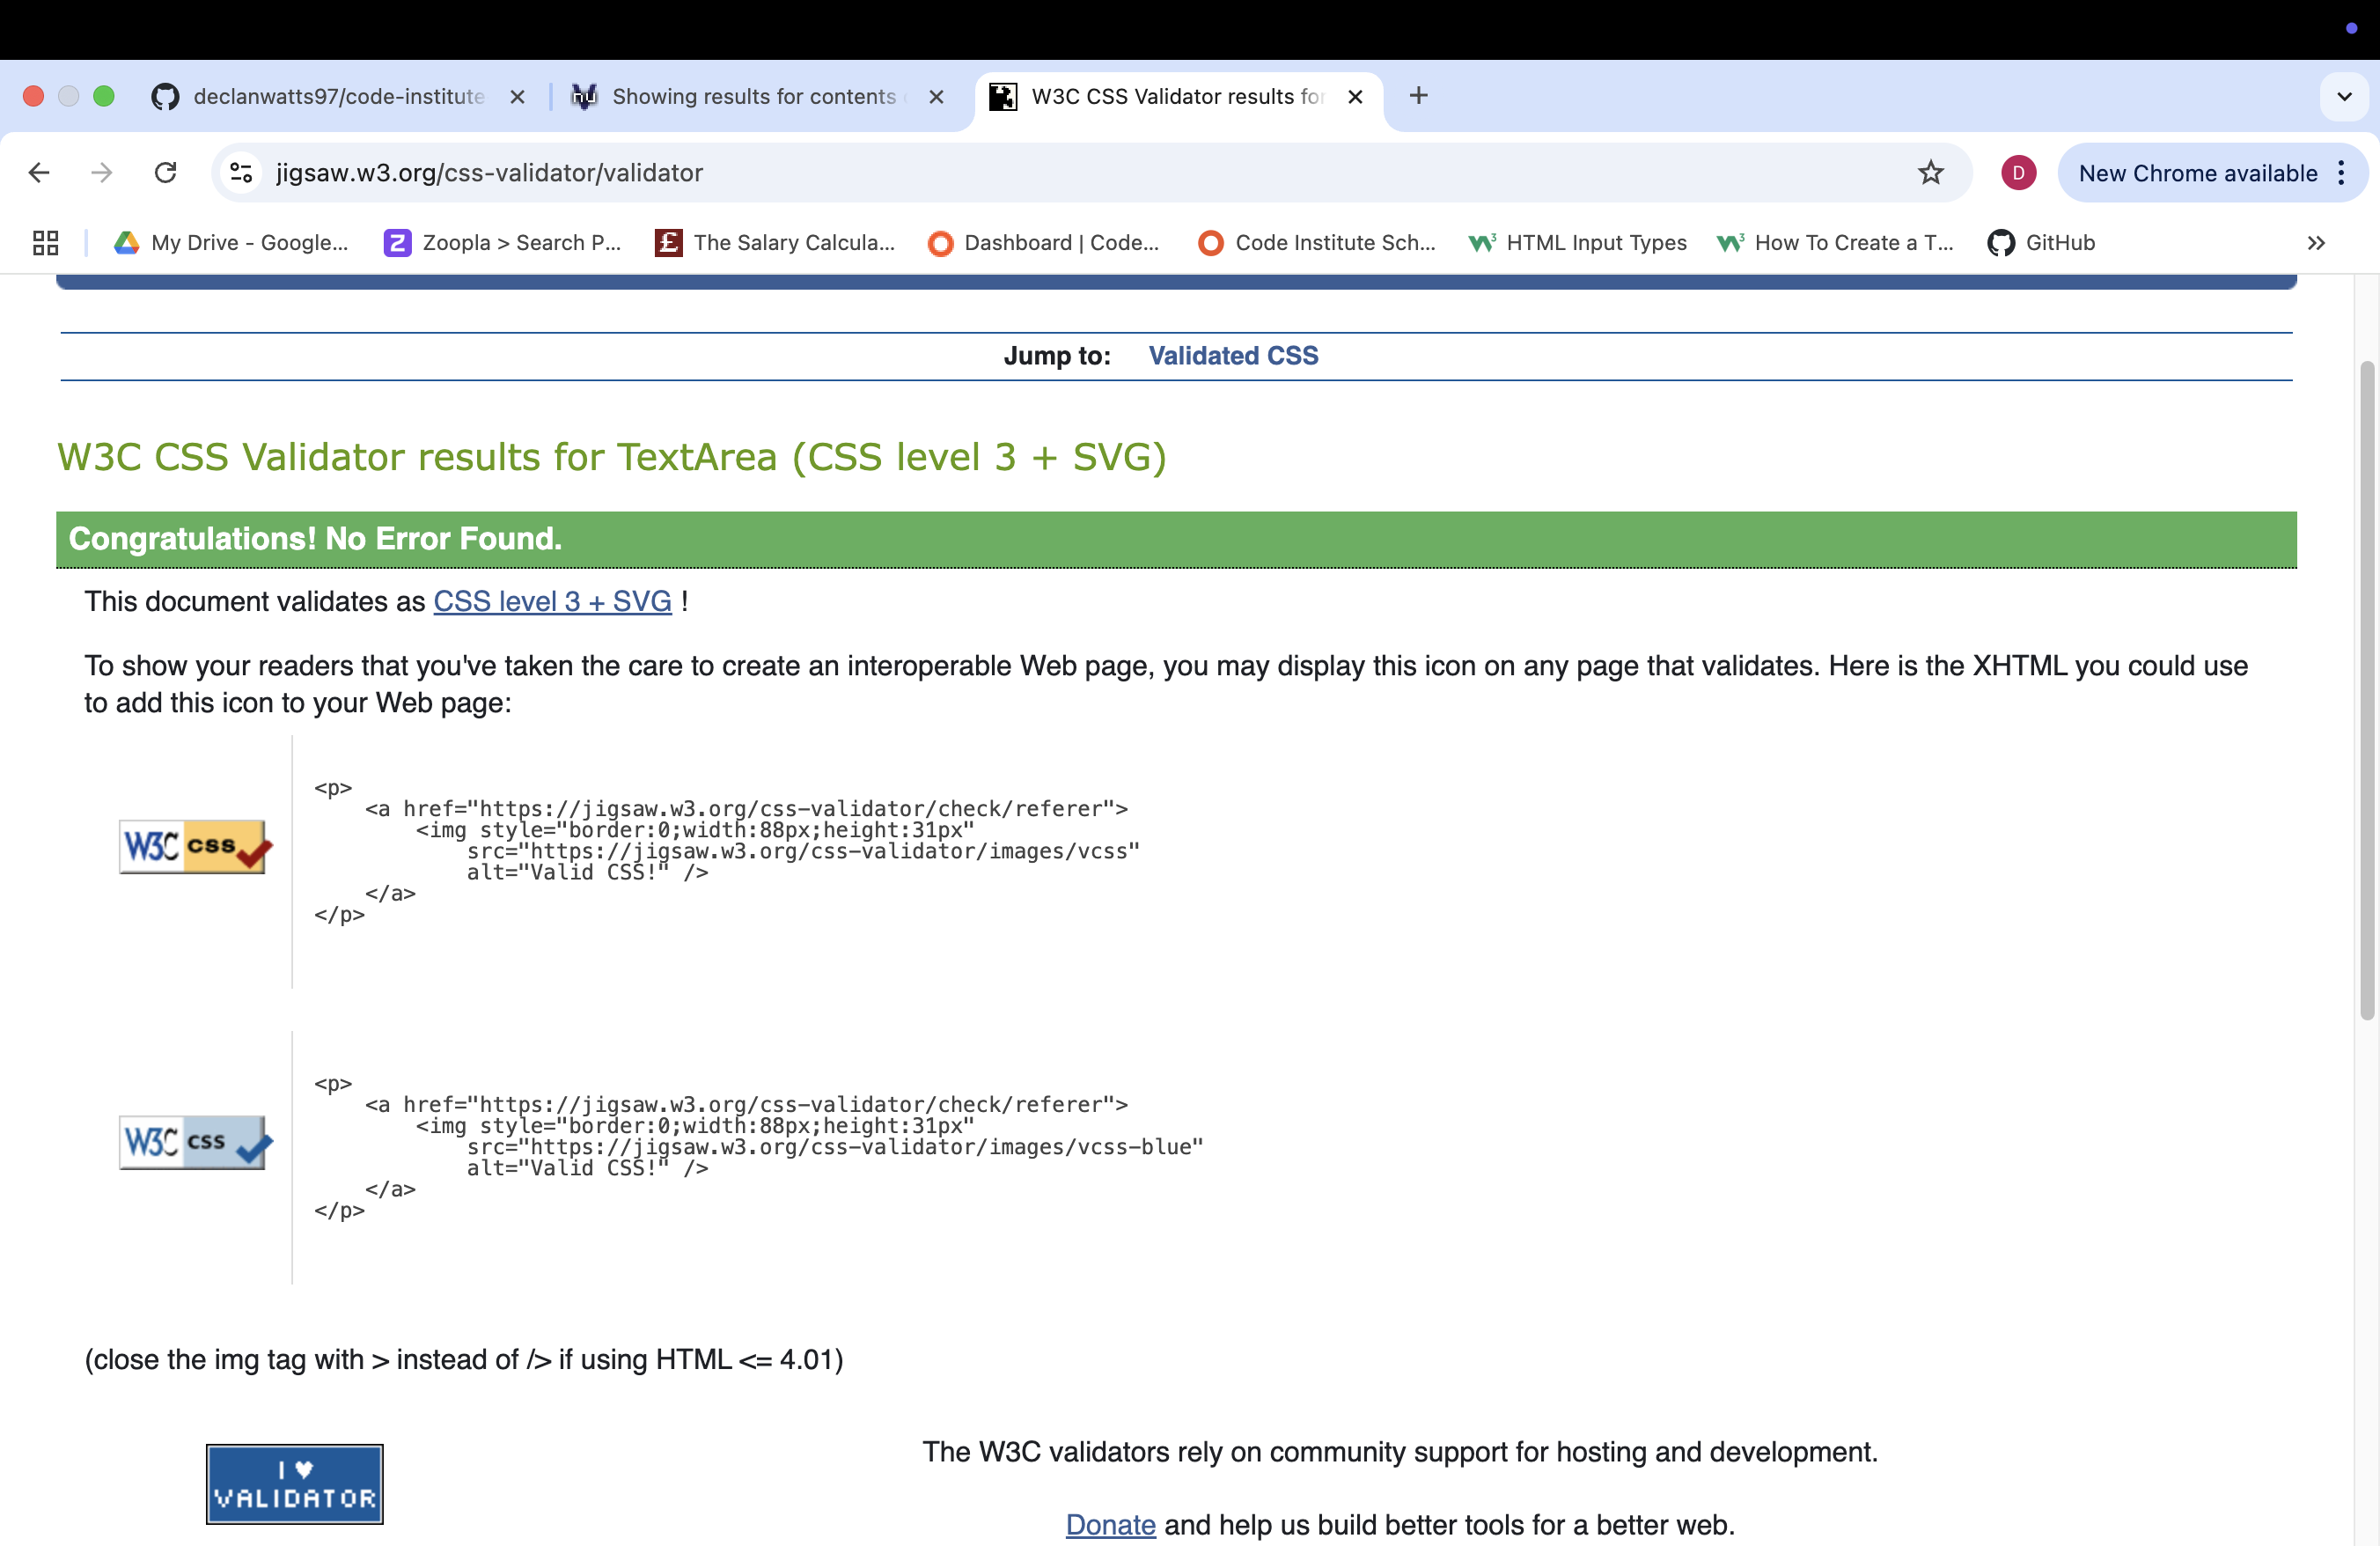 declanwatts97/code-institute
Showing results for contents
W3C CSS Validator results for
jigsaw.w3.org/css-validator/validator
D
New Chrome available
My Drive - Google...
Zoopla > Search P...
The Salary Calcula...
Dashboard | Code...
Code Institute Sch...
HTML Input Types
How To Create a T...
GitHub
Jump to: Validated CSS
W3C CSS Validator results for TextArea (CSS level 3 + SVG)
Congratulations! No Error Found.
This document validates as CSS level 3 + SVG !
To show your readers that you've taken the care to create an interoperable Web page, you may display this icon on any page that validates. Here is the XHTML you could use
to add this icon to your Web page:
W3C css
<p>
<a href="https://jigsaw.w3.org/css-validator/check/referer">
<img style="border:0;width:88px;height:31px"
src="https://jigsaw.w3.org/css-validator/images/vcss"
alt="Valid CSS!" />
</a>
</p>
W3C css
<p>
<a href="https://jigsaw.w3.org/css-validator/check/referer">
<img style="border:0;width:88px;height:31px"
src="https://jigsaw.w3.org/css-validator/images/vcss-blue"
alt="Valid CSS!" />
</a>
</p>
(close the img tag with > instead of /> if using HTML <= 4.01)
I ♥
VALIDATOR
The W3C validators rely on community support for hosting and development.
Donate and help us build better tools for a better web.